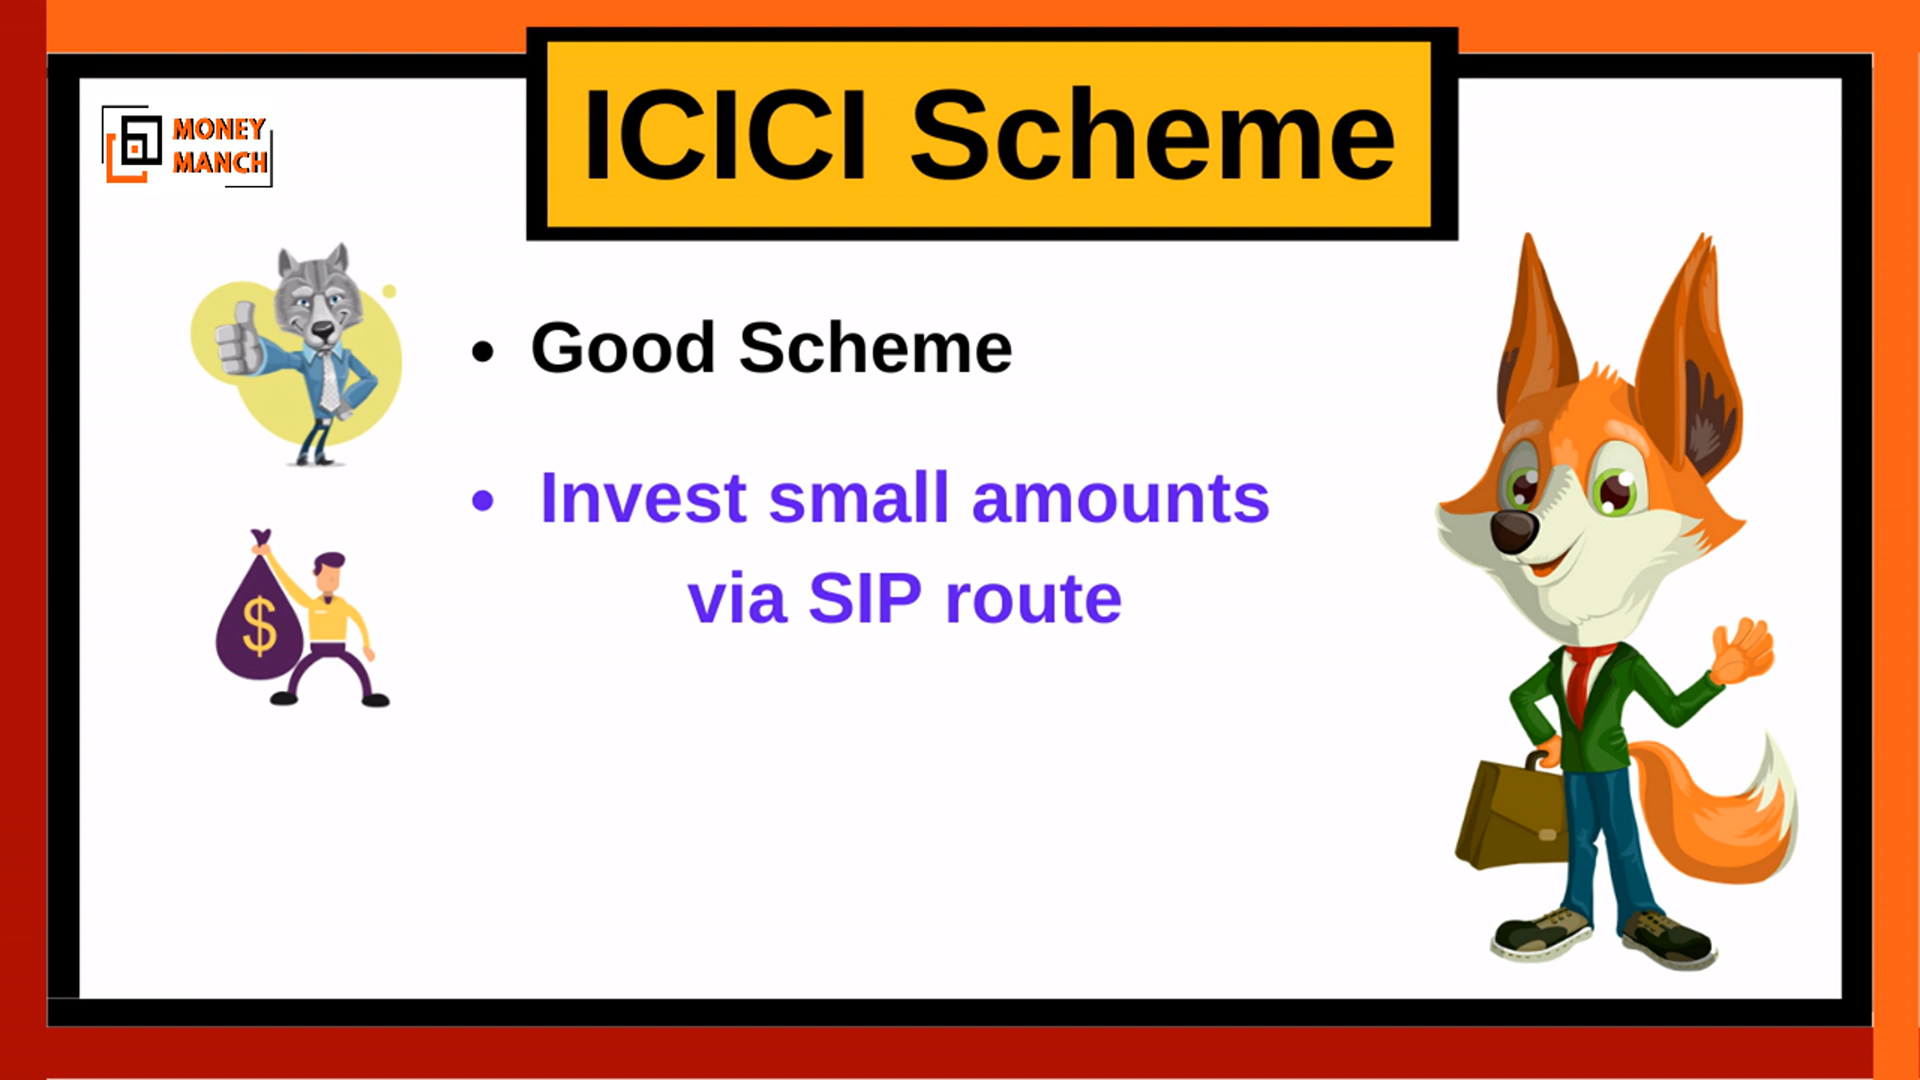 ICICI Scheme
MONEY
MANCH
• Good Scheme
• Invest small amounts
via SIP route
$